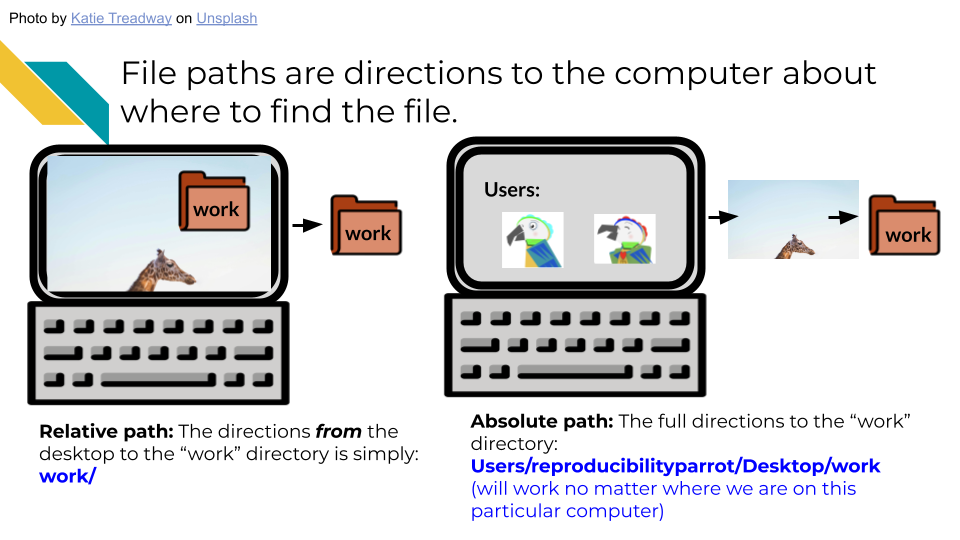 Photo by Katie Treadway on Unsplash
File paths are directions to the computer about
where to find the file.
work
work
Users:
work
Relative path: The directions from the
desktop to the “work” directory is simply:
work/
Absolute path: The full directions to the “work”
directory:
Users/reproducibilityparrot/Desktop/work
(will work no matter where we are on this
particular computer)